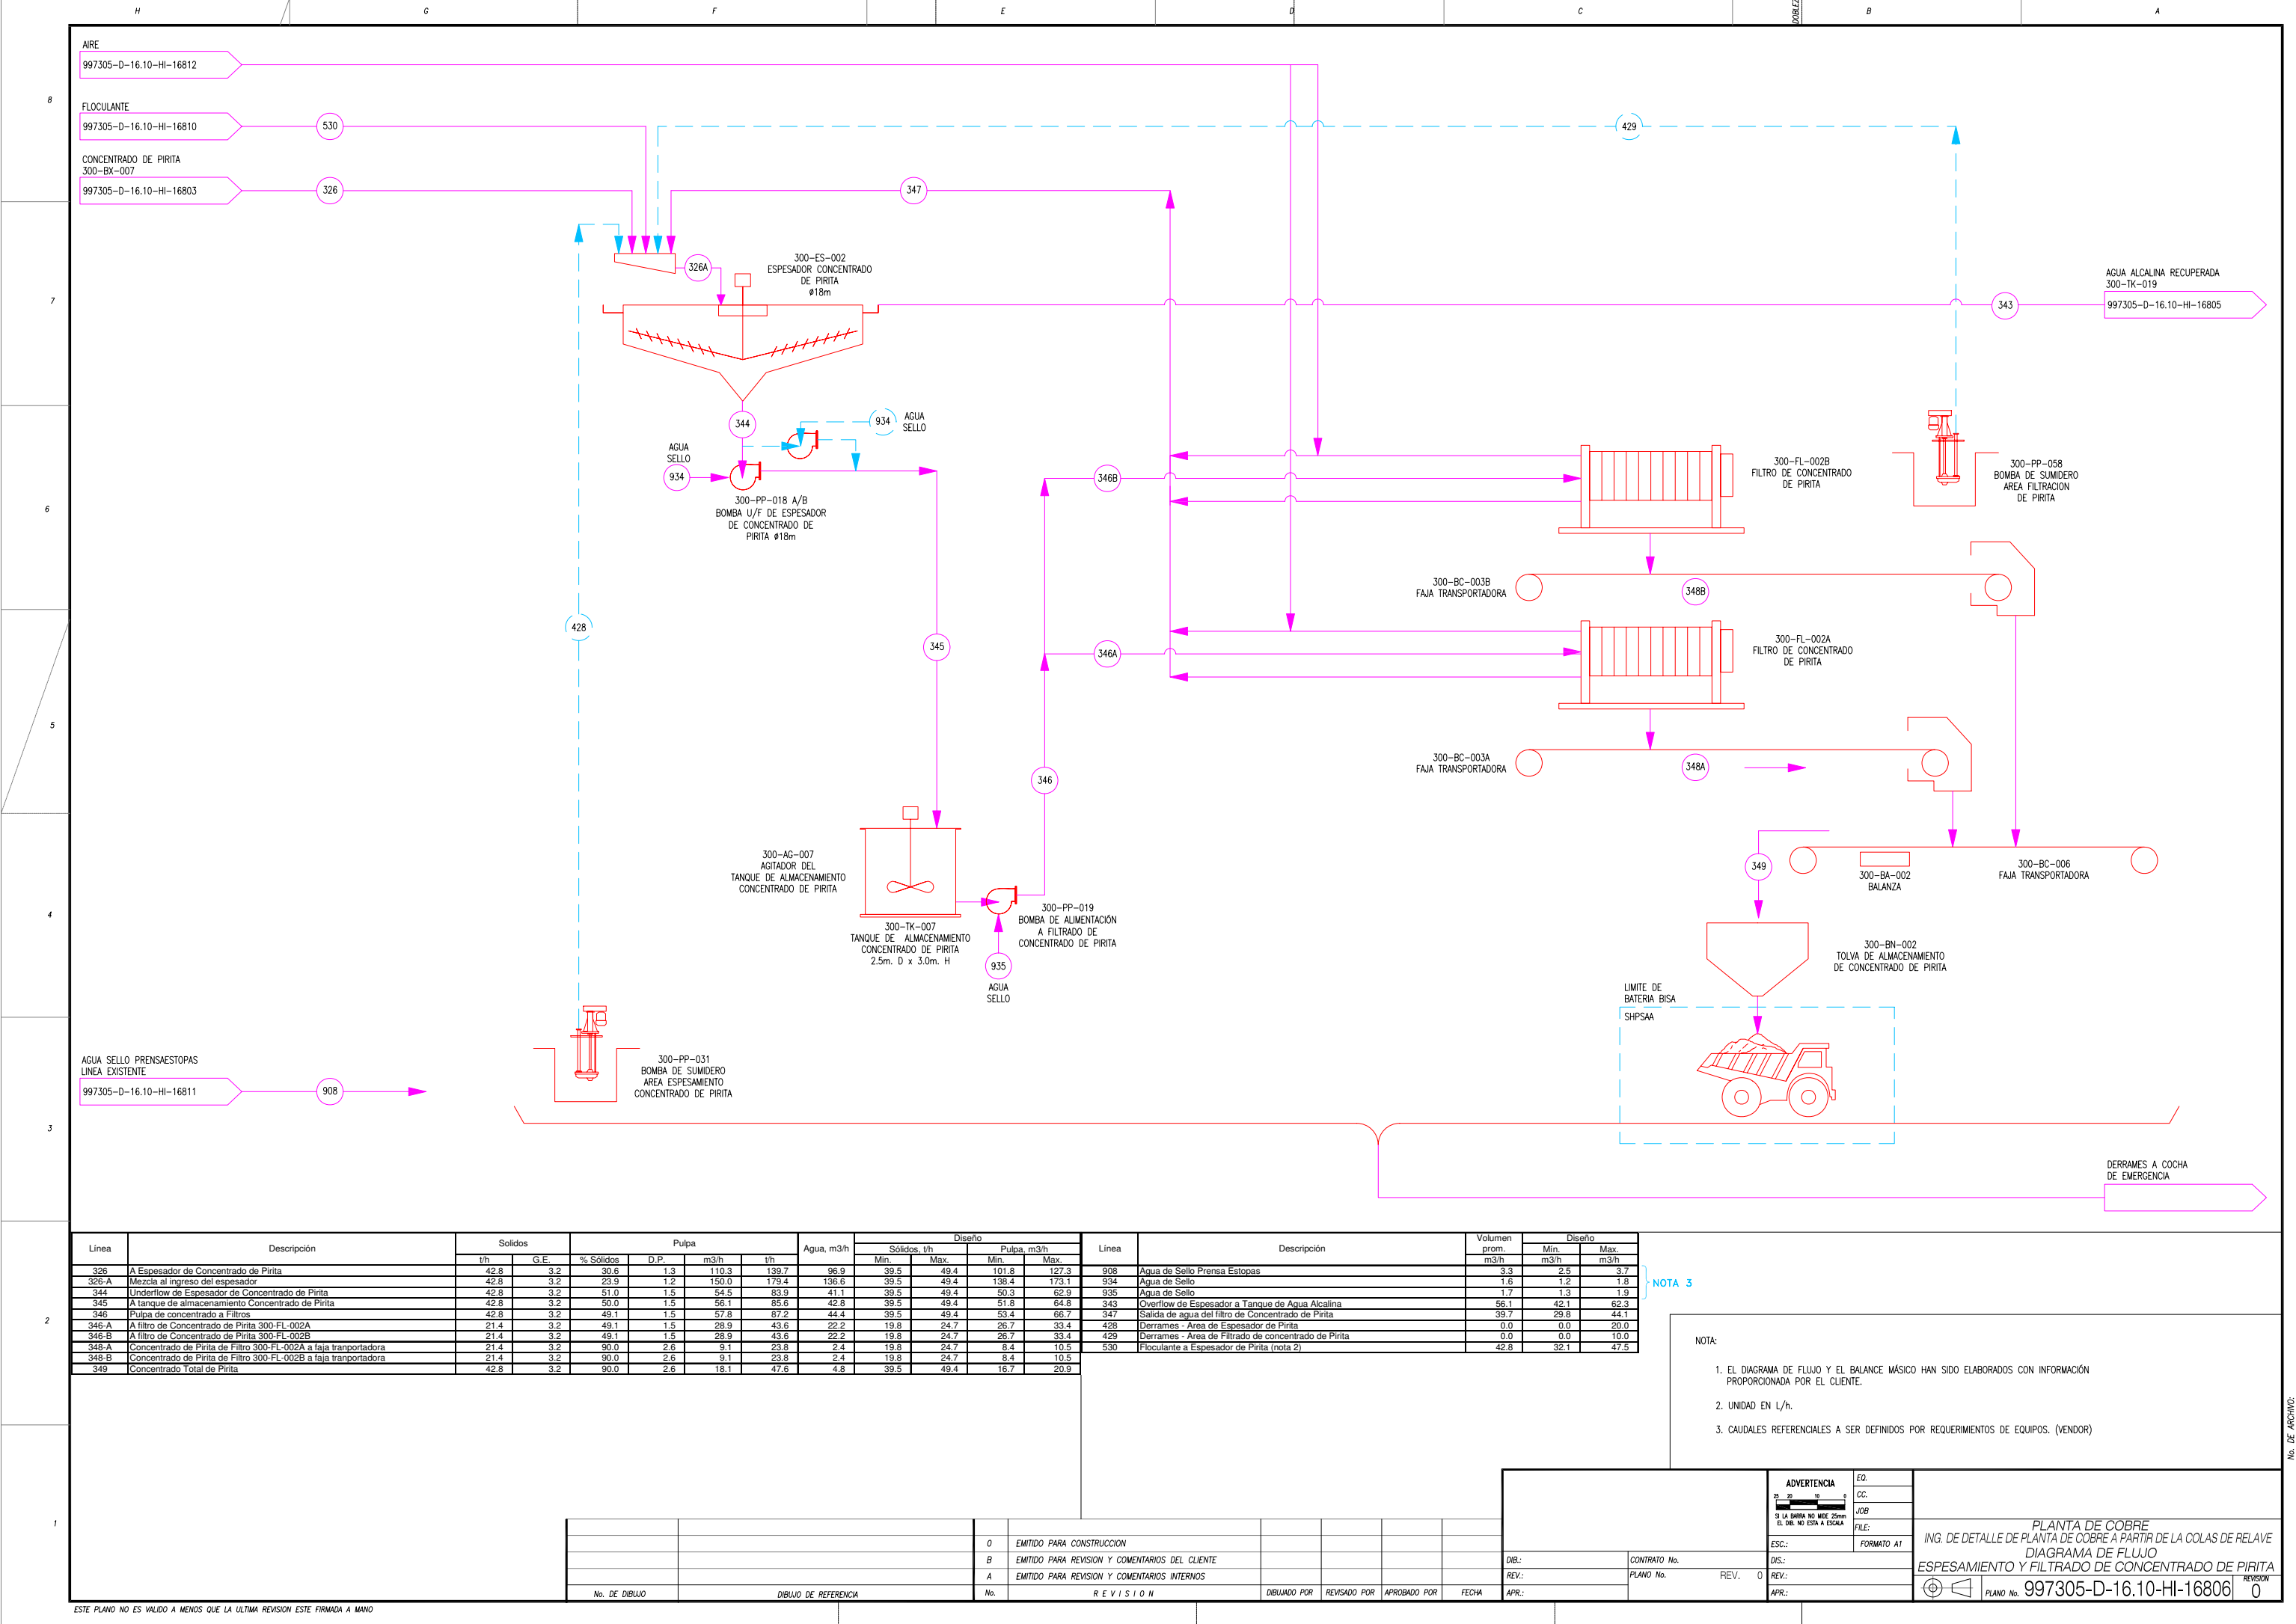 H G F E D C DOBLEZ B A
8
7
6
5
4
3
2
1
AIRE
997305-D-16.10-HI-16812
FLOCULANTE
997305-D-16.10-HI-16810
530
429
CONCENTRADO DE PIRITA
300-BX-007
997305-D-16.10-HI-16803
326
347
326A
300-ES-002
ESPESADOR CONCENTRADO
DE PIRITA
ø18m
AGUA ALCALINA RECUPERADA
300-TK-019
997305-D-16.10-HI-16805
343
344
934
AGUA
SELLO
AGUA
SELLO
934
300-PP-018 A/B
BOMBA U/F DE ESPESADOR
DE CONCENTRADO DE
PIRITA ø18m
346B
300-FL-002B
FILTRO DE CONCENTRADO
DE PIRITA
300-PP-058
BOMBA DE SUMIDERO
AREA FILTRACION
DE PIRITA
300-BC-003B
FAJA TRANSPORTADORA
348B
428
345
346A
300-FL-002A
FILTRO DE CONCENTRADO
DE PIRITA
300-BC-003A
FAJA TRANSPORTADORA
348A
346
300-AG-007
AGITADOR DEL
TANQUE DE ALMACENAMIENTO
CONCENTRADO DE PIRITA
300-TK-007
TANQUE DE ALMACENAMIENTO
CONCENTRADO DE PIRITA
2.5m. D x 3.0m. H
300-PP-019
BOMBA DE ALIMENTACIÓN
A FILTRADO DE
CONCENTRADO DE PIRITA
935
AGUA
SELLO
349
300-BA-002
BALANZA
300-BC-006
FAJA TRANSPORTADORA
300-BN-002
TOLVA DE ALMACENAMIENTO
DE CONCENTRADO DE PIRITA
LIMITE DE
BATERIA BISA
SHPSAA
AGUA SELLO PRENSAESTOPAS
LINEA EXISTENTE
997305-D-16.10-HI-16811
908
300-PP-031
BOMBA DE SUMIDERO
AREA ESPESAMIENTO
CONCENTRADO DE PIRITA
DERRAMES A COCHA
DE EMERGENCIA
Línea Descripción Solidos Pulpa Agua, m3/h Diseño
Sólidos, t/h Pulpa, m3/h
t/h G.E. % Sólidos D.P. m3/h t/h Min. Max. Min. Max.
326 A Espesador de Concentrado de Pirita 42.8 3.2 30.6 1.3 110.3 139.7 96.9 39.5 49.4 101.8 127.3
326-A Mezcla al ingreso del espesador 42.8 3.2 23.9 1.2 150.0 179.4 136.6 39.5 49.4 138.4 173.1
344 Underflow de Espesador de Concentrado de Pirita 42.8 3.2 51.0 1.5 54.5 83.9 41.1 39.5 49.4 50.3 62.9
345 A tanque de almacenamiento Concentrado de Pirita 42.8 3.2 50.0 1.5 56.1 85.6 42.8 39.5 49.4 51.8 64.8
346 Pulpa de concentrado a Filtros 42.8 3.2 49.1 1.5 57.8 87.2 44.4 39.5 49.4 53.4 66.7
346-A A filtro de Concentrado de Pirita 300-FL-002A 21.4 3.2 49.1 1.5 28.9 43.6 22.2 19.8 24.7 26.7 33.4
346-B A filtro de Concentrado de Pirita 300-FL-002B 21.4 3.2 49.1 1.5 28.9 43.6 22.2 19.8 24.7 26.7 33.4
348-A Concentrado de Pirita de Filtro 300-FL-002A a faja tranportadora 21.4 3.2 90.0 2.6 9.1 23.8 2.4 19.8 24.7 8.4 10.5
348-B Concentrado de Pirita de Filtro 300-FL-002B a faja tranportadora 21.4 3.2 90.0 2.6 9.1 23.8 2.4 19.8 24.7 8.4 10.5
349 Concentrado Total de Pirita 42.8 3.2 90.0 2.6 18.1 47.6 4.8 39.5 49.4 16.7 20.9
Línea Descripción Volumen prom. Diseño
Mín. Max.
m3/h m3/h m3/h
908 Agua de Sello Prensa Estopas 3.3 2.5 3.7
934 Agua de Sello 1.6 1.2 1.8
935 Agua de Sello 1.7 1.3 1.9
343 Overflow de Espesador a Tanque de Agua Alcalina 56.1 42.1 62.3
347 Salida de agua del filtro de Concentrado de Pirita 39.7 29.8 44.1
428 Derrames - Area de Espesador de Pirita 0.0 0.0 20.0
429 Derrames - Area de Filtrado de concentrado de Pirita 0.0 0.0 10.0
530 Floculante a Espesador de Pirita (nota 2) 42.8 32.1 47.5
NOTA 3
NOTA:
1. EL DIAGRAMA DE FLUJO Y EL BALANCE MÁSICO HAN SIDO ELABORADOS CON INFORMACIÓN
PROPORCIONADA POR EL CLIENTE.
2. UNIDAD EN L/h.
3. CAUDALES REFERENCIALES A SER DEFINIDOS POR REQUERIMIENTOS DE EQUIPOS. (VENDOR)
No. DE ARCHIVO:
No. DE DIBUJO DIBUJO DE REFERENCIA
0 EMITIDO PARA CONSTRUCCION
B EMITIDO PARA REVISION Y COMENTARIOS DEL CLIENTE
A EMITIDO PARA REVISION Y COMENTARIOS INTERNOS
No. REVISION DIBUJADO POR REVISADO POR APROBADO POR FECHA
DIB.:
REV.:
APR.:
CONTRATO No.
PLANO No. REV. 0
ADVERTENCIA
25 20 10 0
SI LA BARRA NO MIDE 25mm
EL DIB. NO ESTA A ESCALA
EQ.
CC.
JOB
FILE:
ESC.: FORMATO A1
DIS.:
REV.:
APR.:
PLANTA DE COBRE
ING. DE DETALLE DE PLANTA DE COBRE A PARTIR DE LA COLAS DE RELAVE
DIAGRAMA DE FLUJO
ESPESAMIENTO Y FILTRADO DE CONCENTRADO DE PIRITA
PLANO No. 997305-D-16.10-HI-16806 REVISION 0
ESTE PLANO NO ES VALIDO A MENOS QUE LA ULTIMA REVISION ESTE FIRMADA A MANO